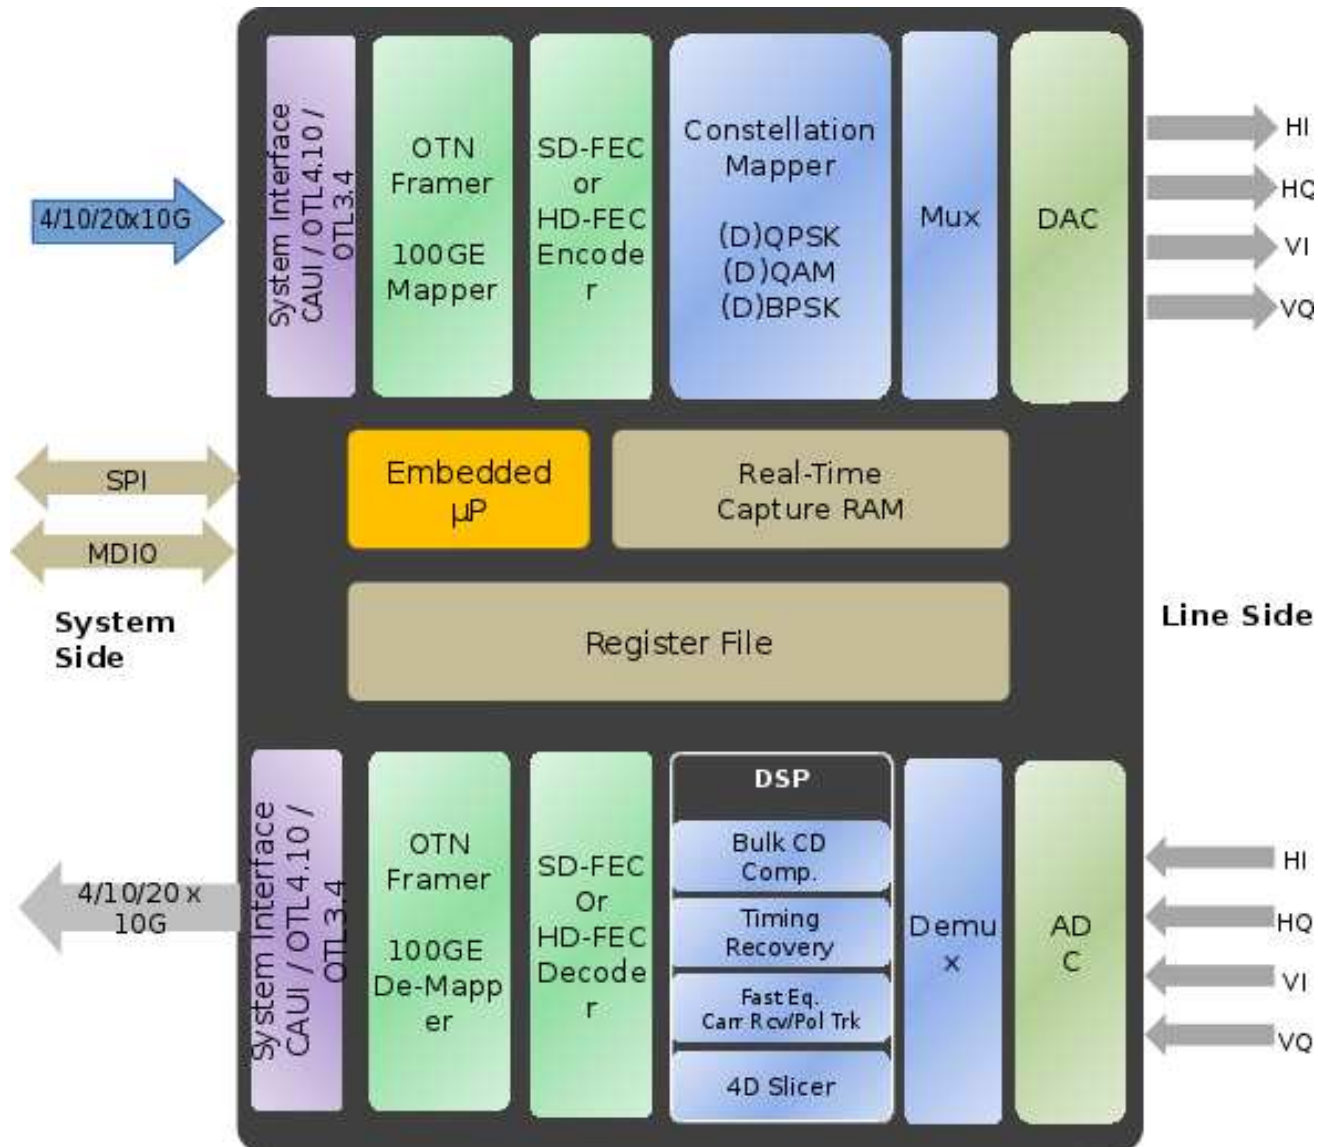 System Interface
CAUI / OTL4.10 /
OTL3.4
OTN
Framer
100GE
Mapper
SD-FEC
or
HD-FEC
Encode
r
Constellation
Mapper
(D)QPSK
(D)QAM
(D)BPSK
Mux
DAC
HI
HQ
VI
VQ
4/10/20x10G
SPI
MDIO
Embedded
µP
Real-Time
Capture RAM
System
Side
Register File
Line Side
System Interface
CAUI / OTL4.10 /
OTL3.4
OTN
Framer
100GE
De-Mapp
er
SD-FEC
Or
HD-FEC
Decode
r
DSP
Bulk CD
Comp.
Timing
Recovery
Fast Eq.
Carr Rcv/Pol Trk
4D Slicer
Demu
x
AD
C
HI
HQ
VI
VQ
4/10/20 x
10G